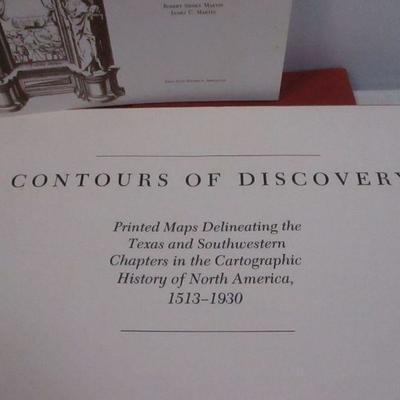 Robert Sidney Martin
James C. Martin
CONTOURS OF DISCOVERY
Printed Maps Delineating the
Texas and Southwestern
Chapters in the Cartographic
History of North America,
1513–1930